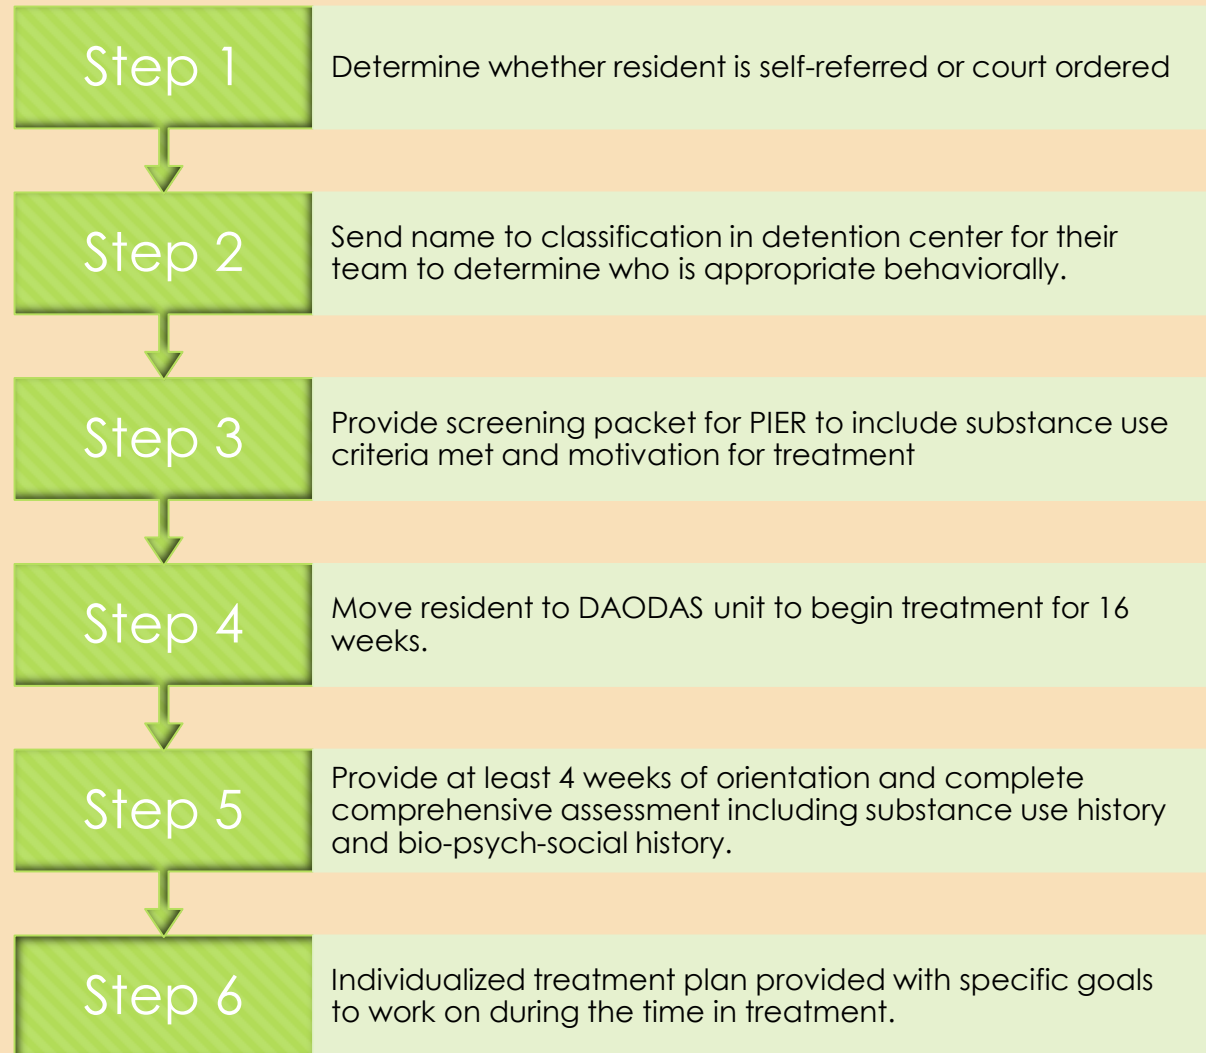 Step 1
Determine whether resident is self-referred or court ordered
Step 2
Send name to classification in detention center for their
team to determine who is appropriate behaviorally.
Step 3
Provide screening packet for PIER to include substance use
criteria met and motivation for treatment
Step 4
Move resident to DAODAS unit to begin treatment for 16
weeks.
Step 5
Provide at least 4 weeks of orientation and complete
comprehensive assessment including substance use history
and bio-psych-social history.
Step 6
Individualized treatment plan provided with specific goals
to work on during the time in treatment.